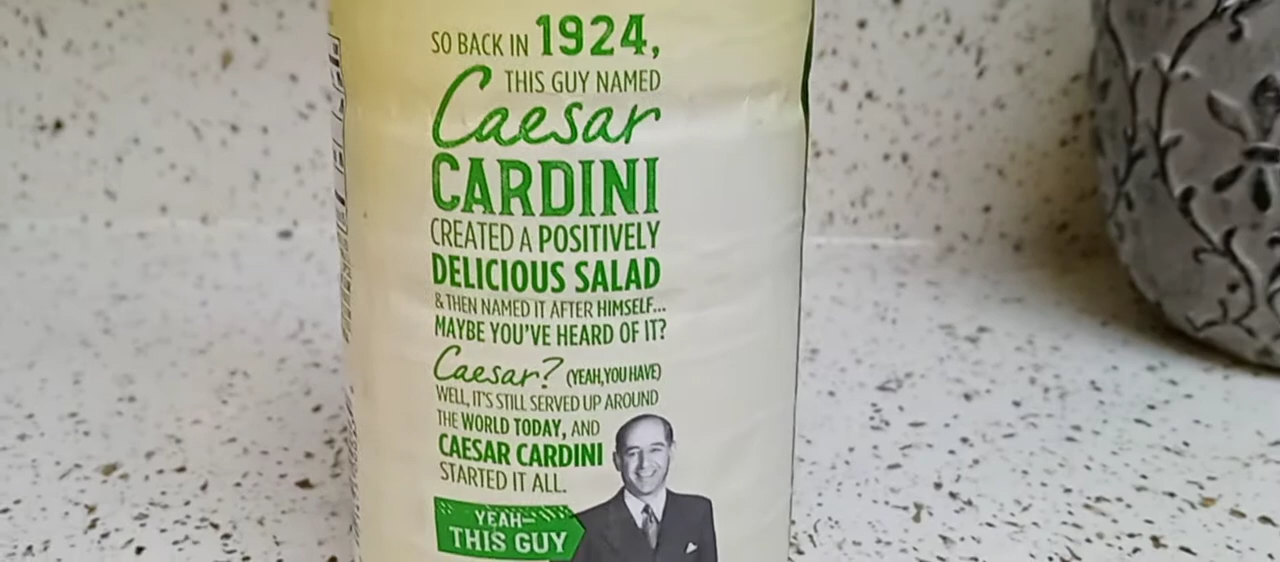 SO BACK IN 1924,
THIS GUY NAMED
Caesar
CARDINI
CREATED A POSITIVELY
DELICIOUS SALAD
& THEN NAMED IT AFTER HIMSELF...
MAYBE YOU'VE HEARD OF IT?
Caesar? (YEAH, YOU HAVE)
WELL, IT'S STILL SERVED UP AROUND
THE WORLD TODAY, AND
CAESAR CARDINI
STARTED IT ALL.
YEAH—
THIS GUY